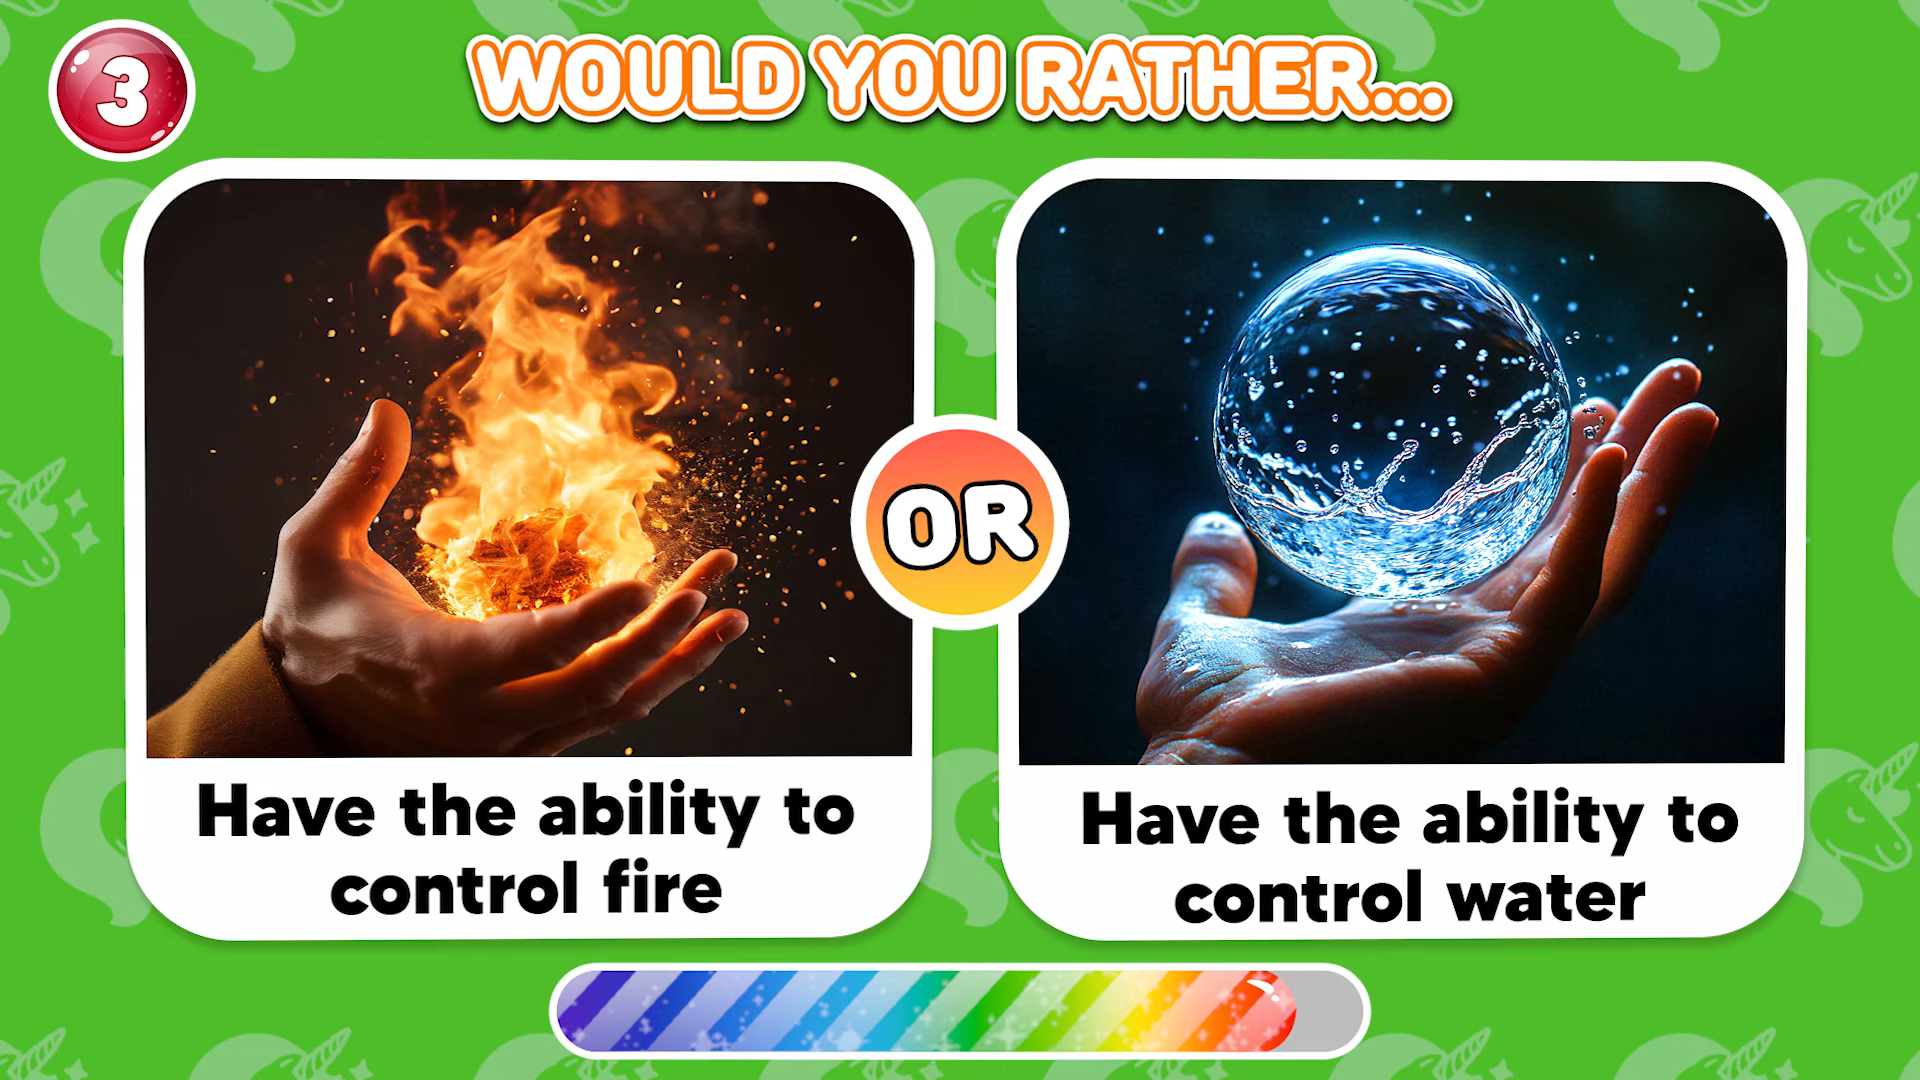 3
WOULD YOU RATHER...
Have the ability to
control fire
OR
Have the ability to
control water